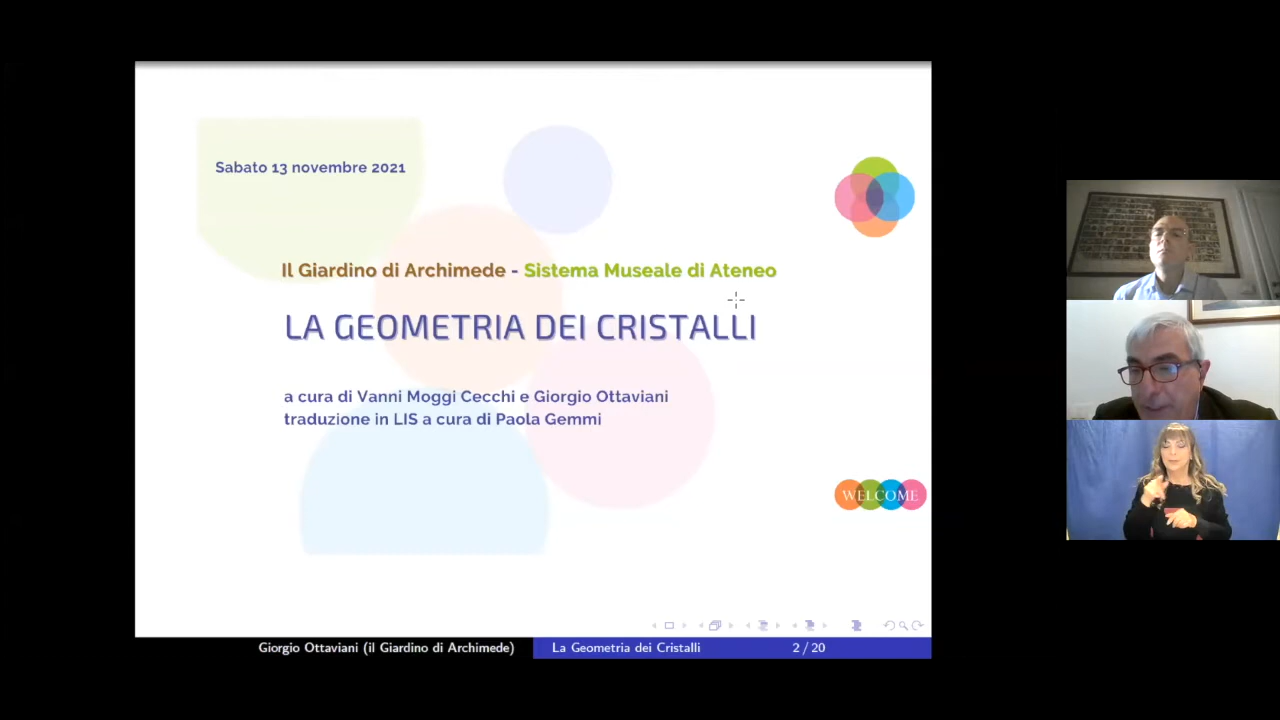 Sabato 13 novembre 2021
Il Giardino di Archimede - Sistema Museale di Ateneo
LA GEOMETRIA DEI CRISTALLI
a cura di Vanni Moggi Cecchi e Giorgio Ottaviani
traduzione in LIS a cura di Paola Gemmi
WELCOME
Giorgio Ottaviani (il Giardino di Archimede)
La Geometria dei Cristalli
2 / 20